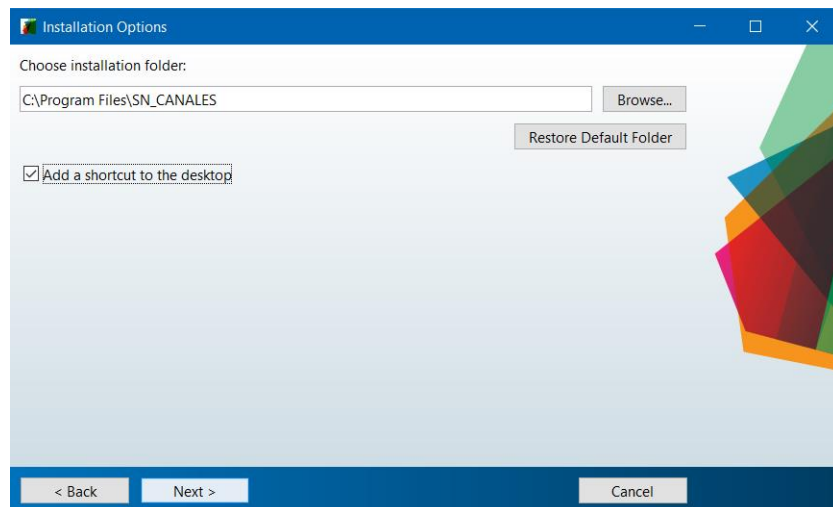 Installation Options
Choose installation folder:
C:\Program Files\SN_CANALES
Browse...
Restore Default Folder
Add a shortcut to the desktop
< Back
Next >
Cancel